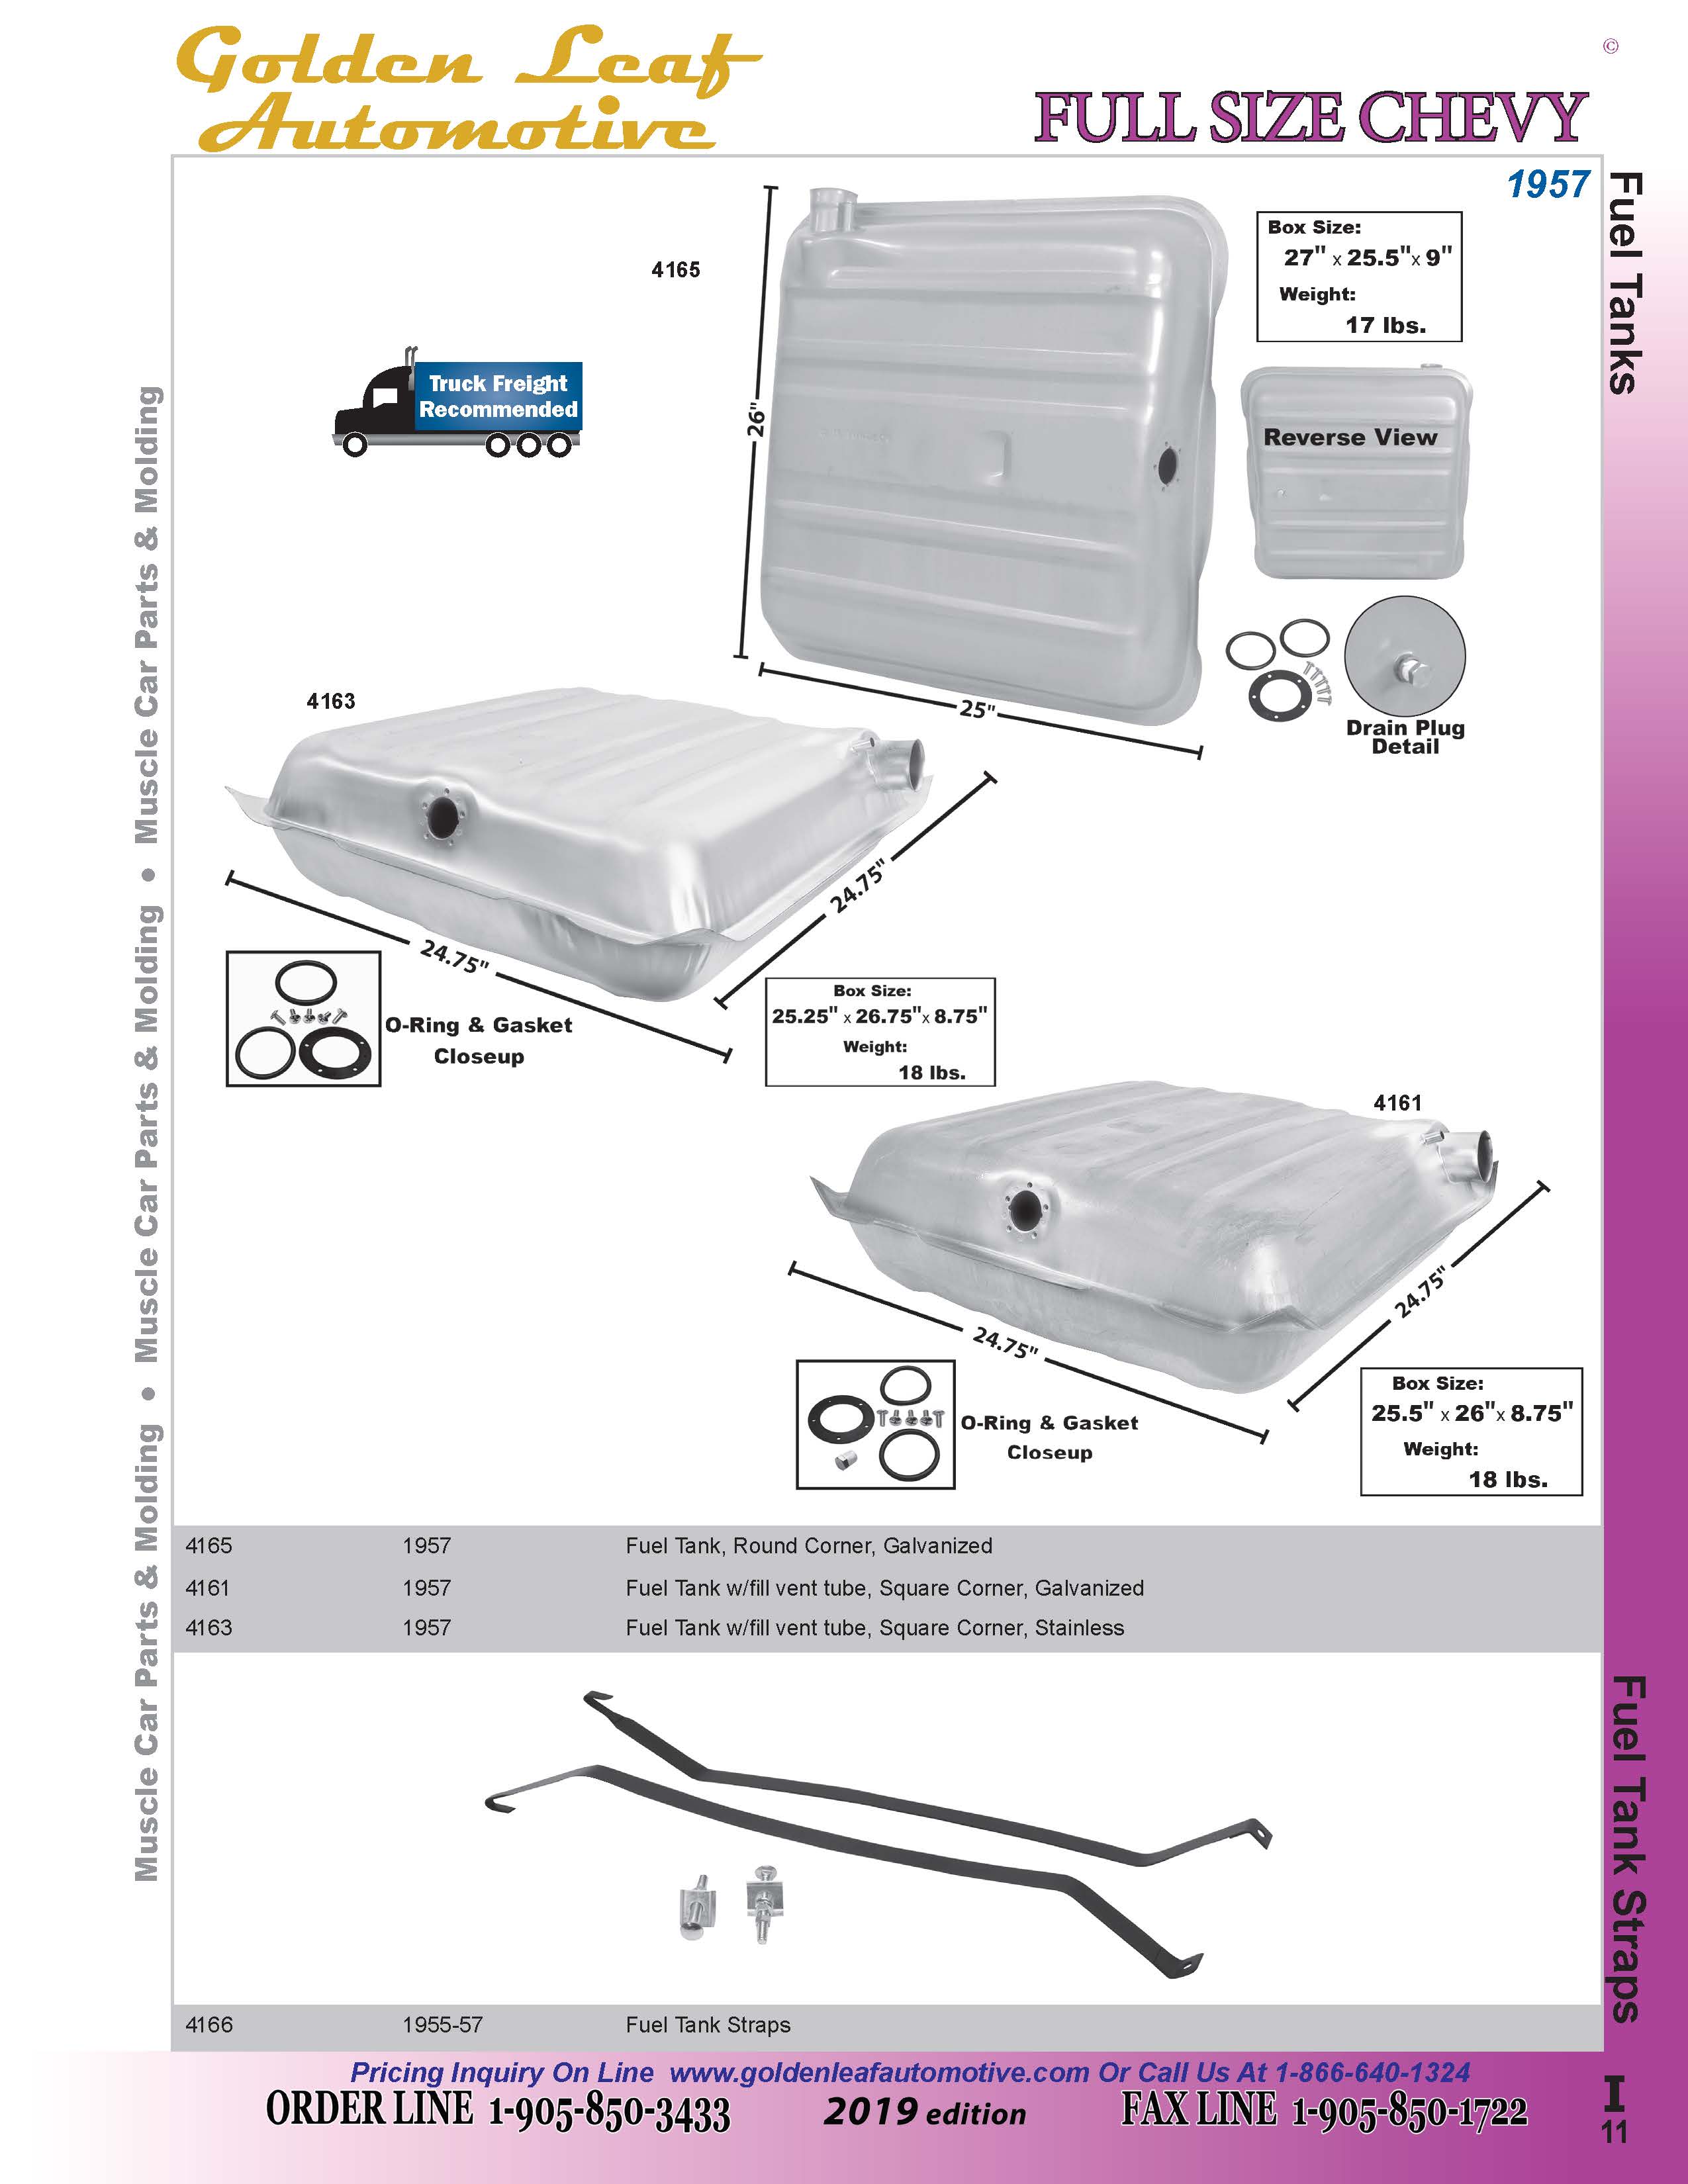 Golden Leaf
Automotive
©
FULL SIZE CHEVY
1957
Fuel Tanks
Box Size:
27" x 25.5"x 9"
Weight:
17 lbs.
4165
Truck Freight
Recommended
26"
Reverse View
25"
Drain Plug
Detail
4163
24.75"
24.75"
O-Ring & Gasket
Closeup
Box Size:
25.25" x 26.75"x 8.75"
Weight:
18 lbs.
4161
24.75"
24.75"
O-Ring & Gasket
Closeup
Box Size:
25.5" x 26"x 8.75"
Weight:
18 lbs.
Muscle Car Parts & Molding • Muscle Car Parts & Molding • Muscle Car Parts & Molding
4165 1957 Fuel Tank, Round Corner, Galvanized
4161 1957 Fuel Tank w/fill vent tube, Square Corner, Galvanized
4163 1957 Fuel Tank w/fill vent tube, Square Corner, Stainless
Fuel Tank Straps
4166 1955-57 Fuel Tank Straps
Pricing Inquiry On Line www.goldenleafautomotive.com Or Call Us At 1-866-640-1324
ORDER LINE 1-905-850-3433 2019 edition FAX LINE 1-905-850-1722
I
11